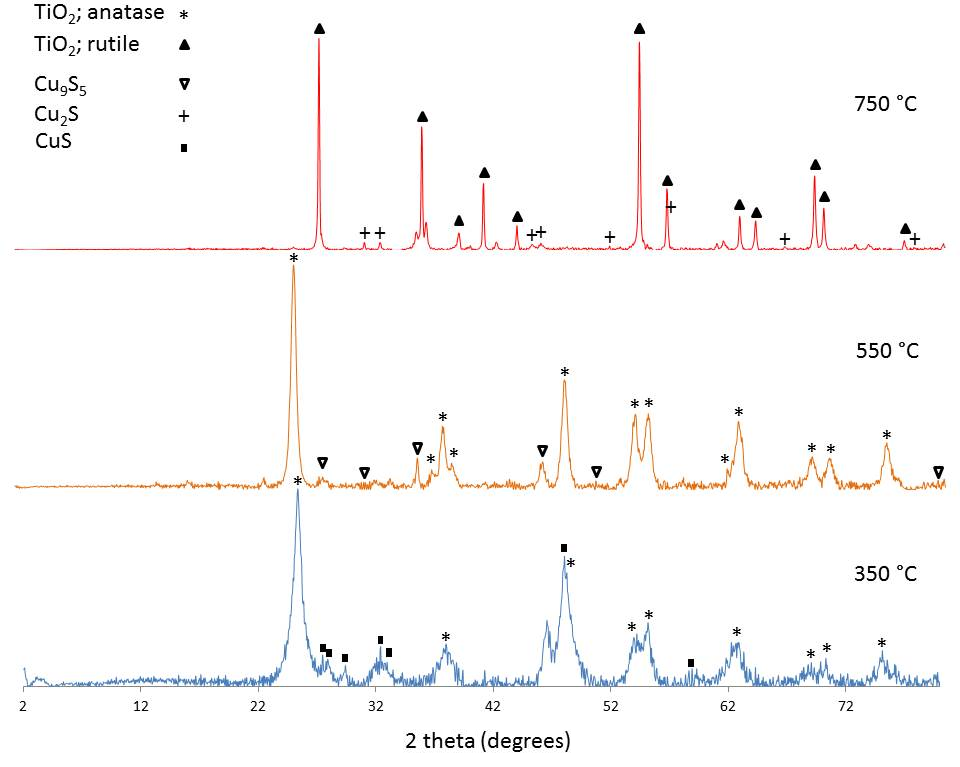 TiO₂; anatase *
TiO₂; rutile ▲
Cu₉S₅ ▽
Cu₂S +
CuS ■
750 °C
550 °C
350 °C
2 12 22 32 42 52 62 72
2 theta (degrees)